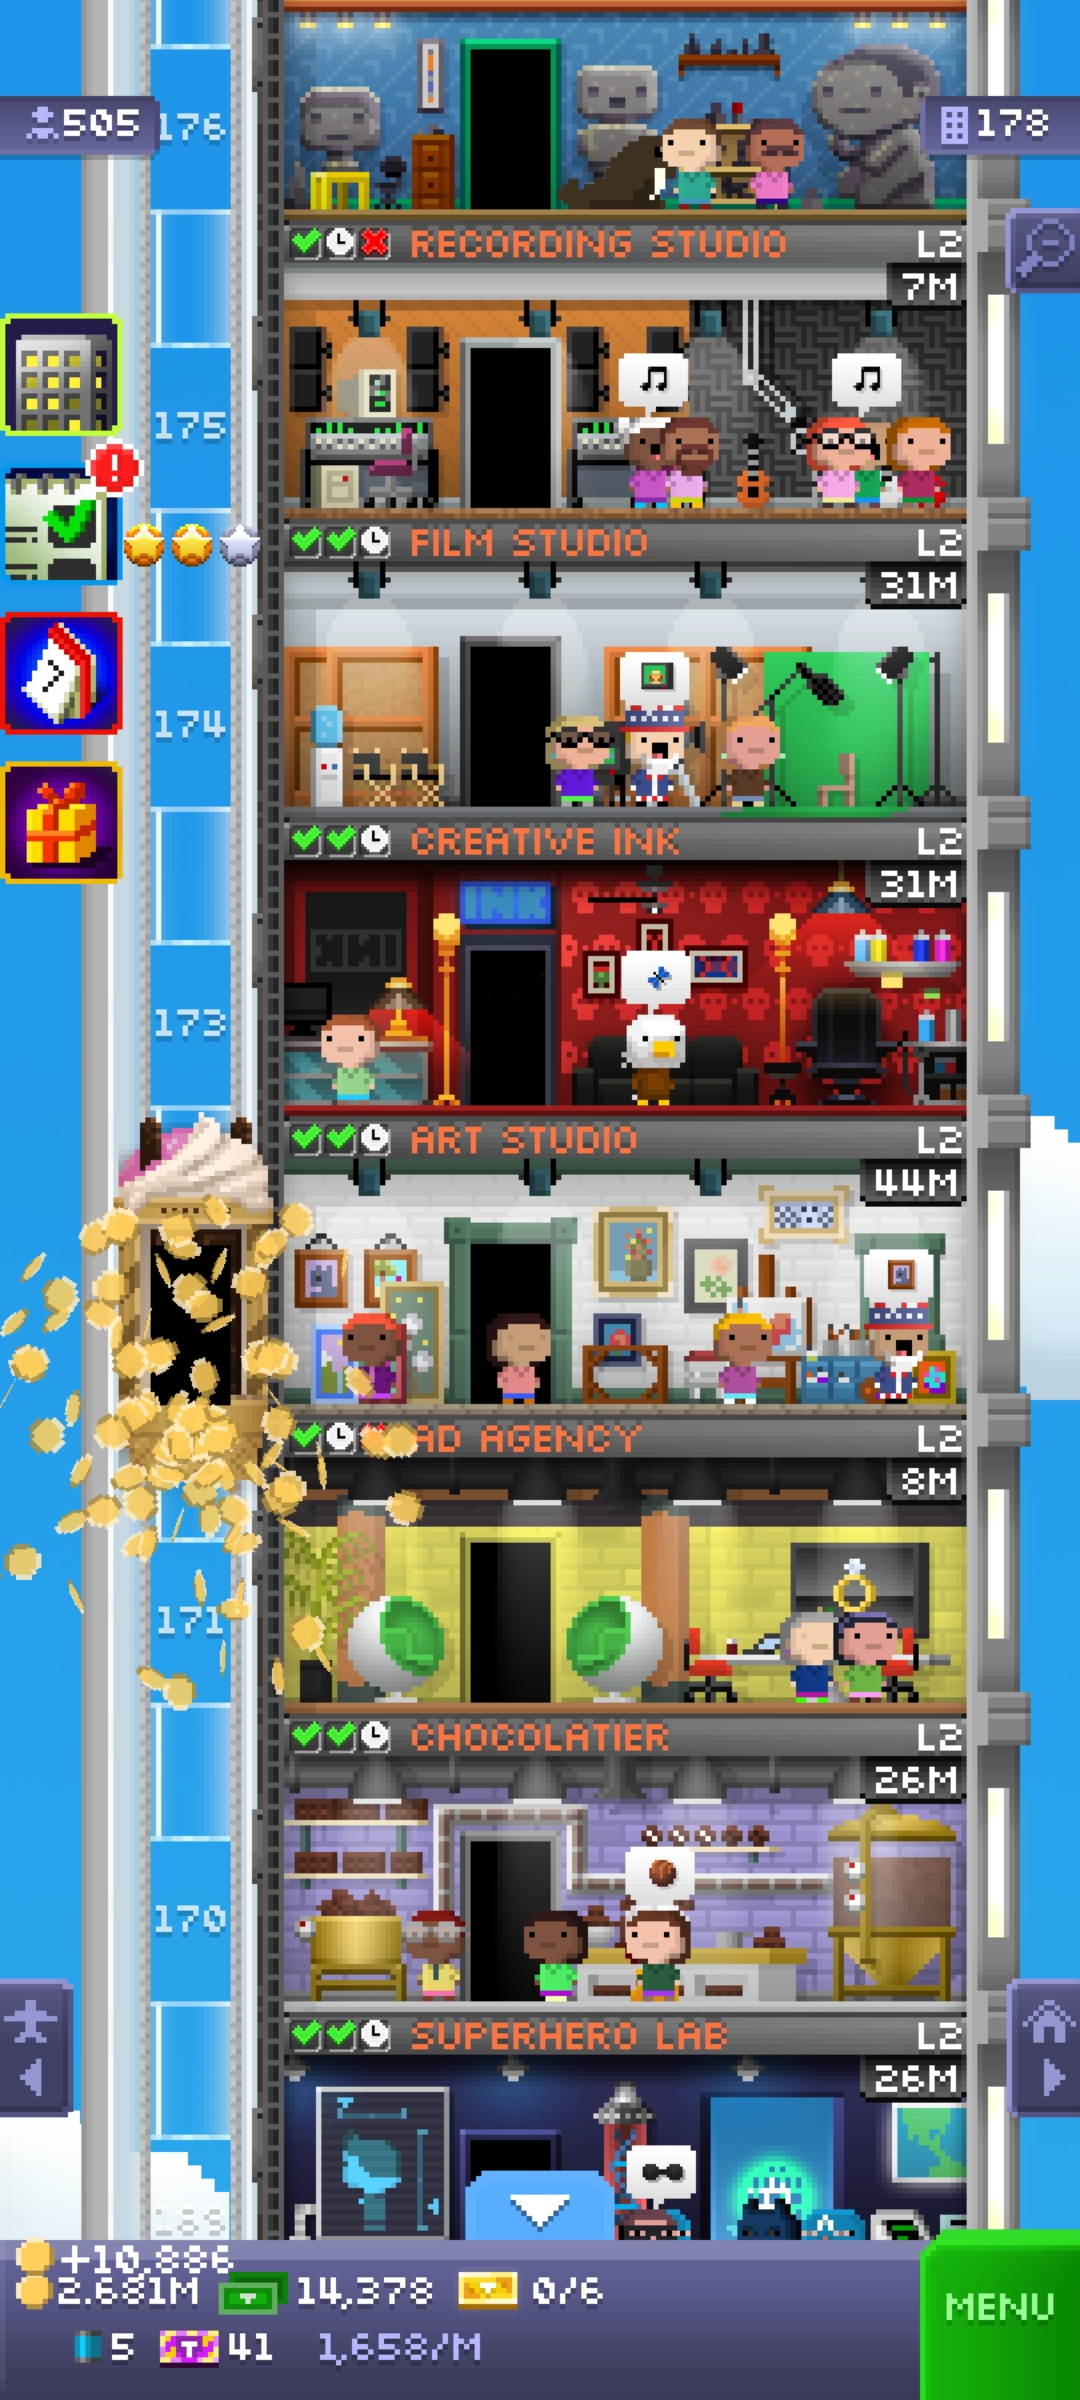 505
176
178
RECORDING STUDIO L2
7M
175
FILM STUDIO L2
31M
174
CREATIVE INK L2
31M
INK
173
ART STUDIO L2
44M
AD AGENCY L2
8M
171
CHOCOLATIER L2
26M
170
SUPERHERO LAB L2
26M
+10,886
2.681M 14,378 0/6
5 41 1,658/M
MENU